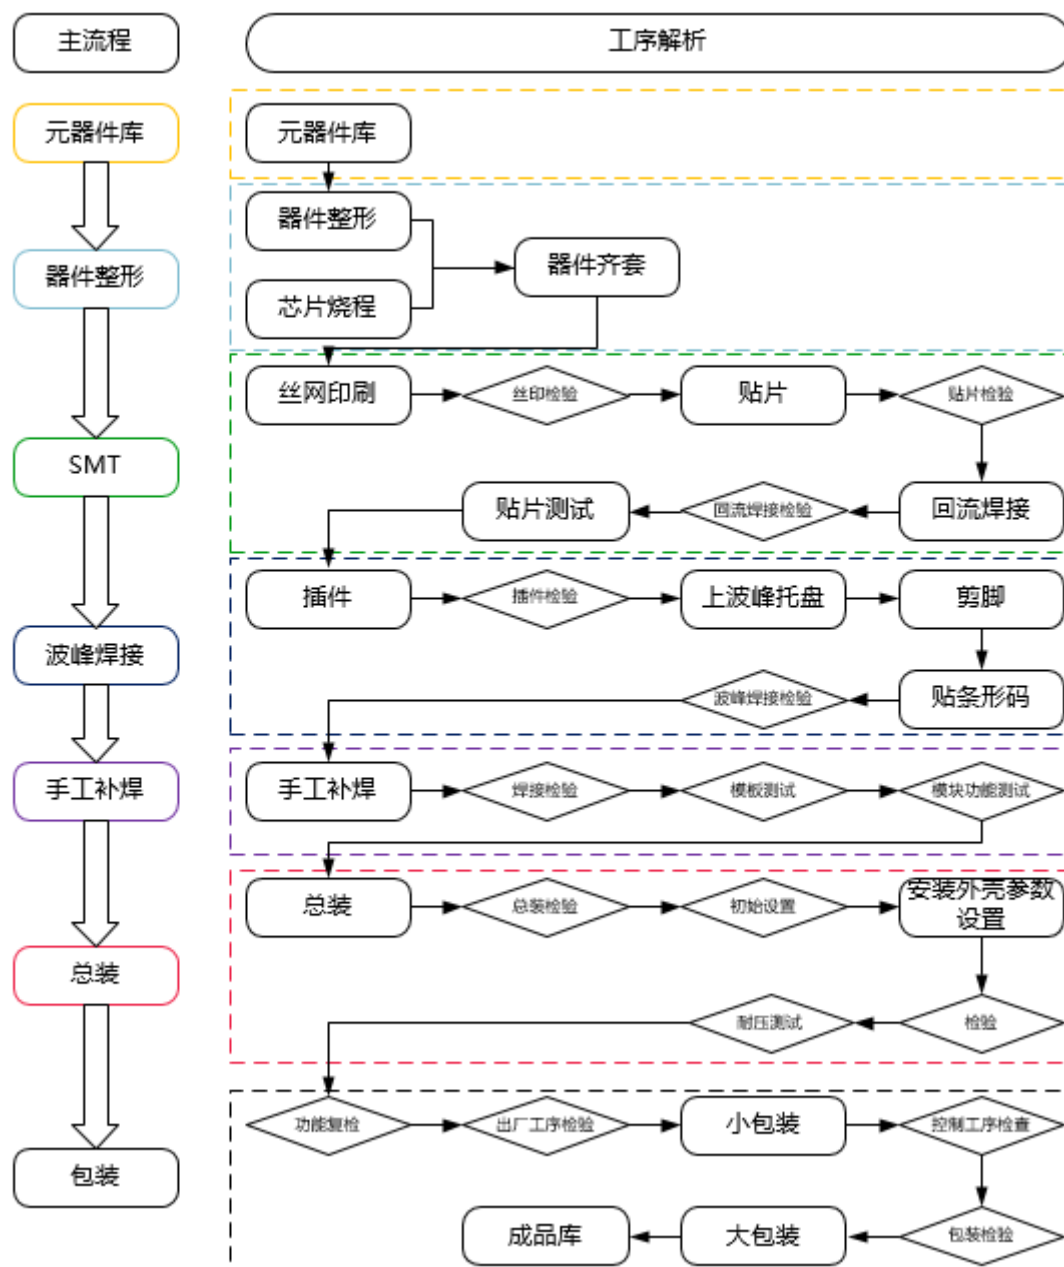 主流程
工序解析
元器件库
元器件库
器件整形
器件整形
器件齐套
芯片烧程
丝网印刷
丝印检验
贴片
贴片检验
SMT
贴片测试
回流焊接检验
回流焊接
插件
插件检验
上波峰托盘
剪脚
波峰焊接
波峰焊接检验
贴条形码
手工补焊
手工补焊
焊接检验
模板测试
模块功能测试
总装
总装检验
初始设置
安装外壳参数
设置
总装
耐压测试
检验
功能复检
出厂工序检验
小包装
控制工序检查
包装
成品库
大包装
包装检验